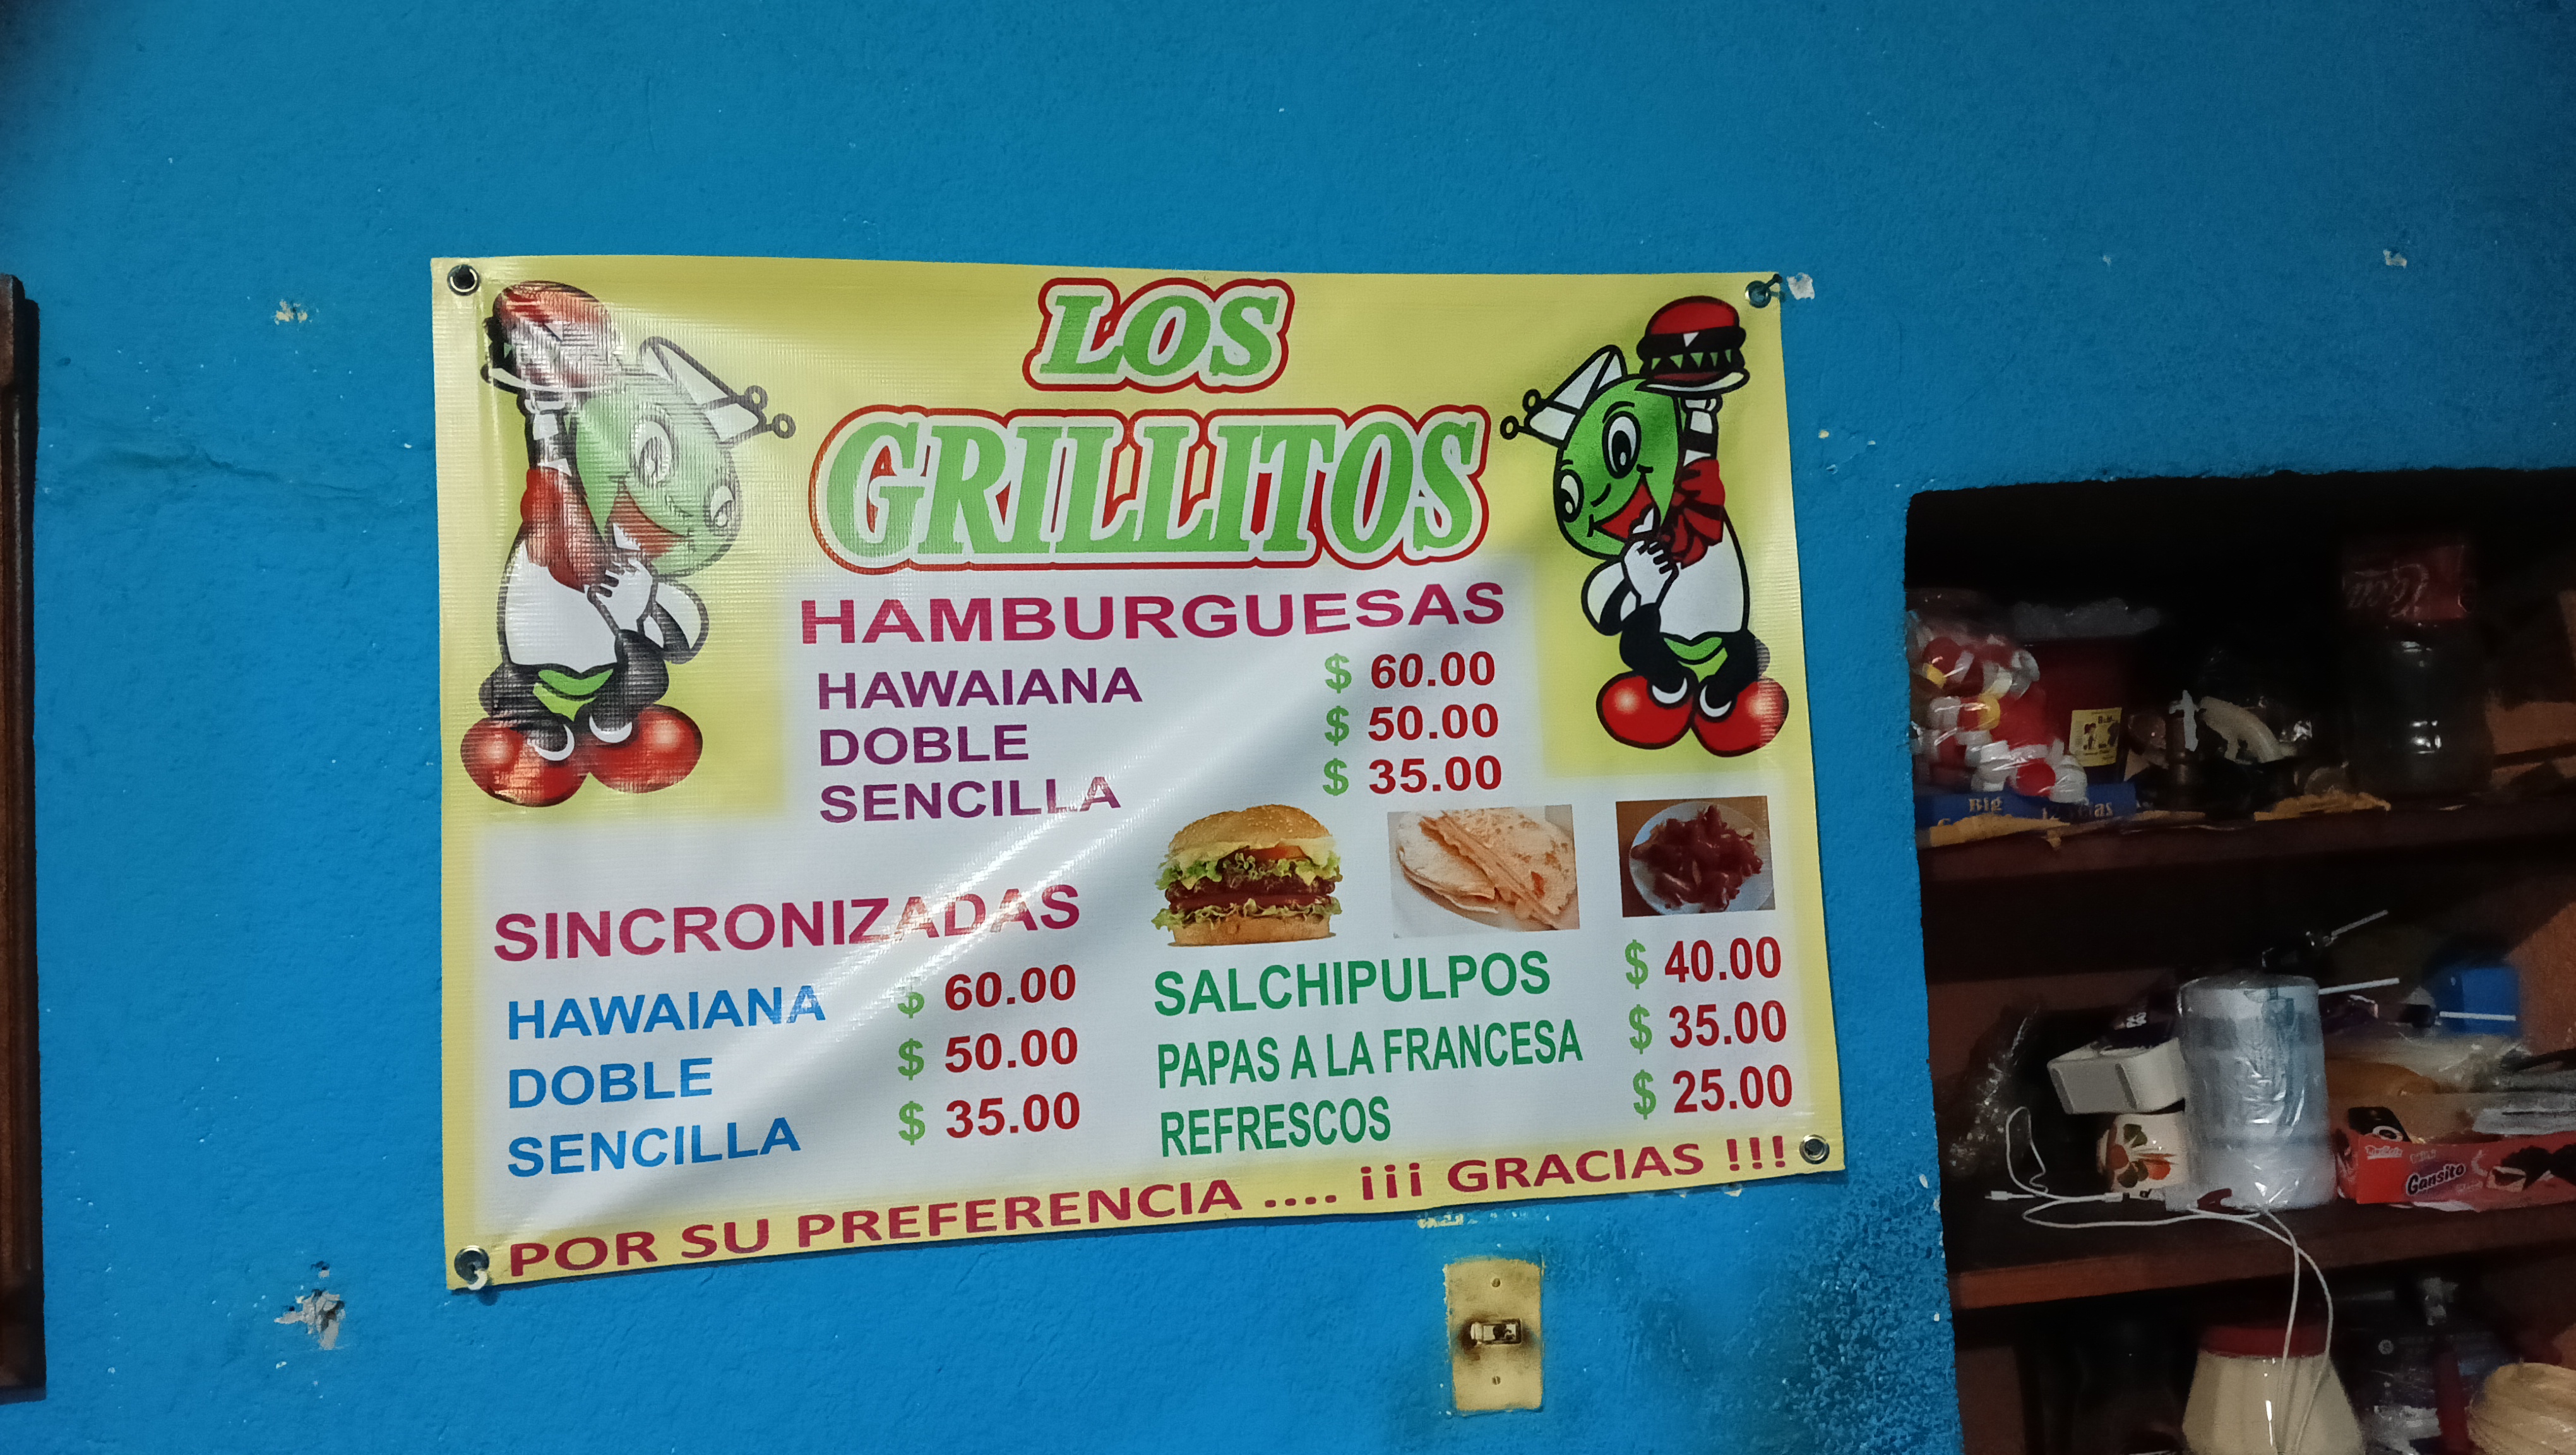 LOS
GRILLITOS
HAMBURGUESAS
HAWAIANA $ 60.00
DOBLE $ 50.00
SENCILLA $ 35.00
SINCRONIZADAS
HAWAIANA $ 60.00
DOBLE $ 50.00
SENCILLA $ 35.00
SALCHIPULPOS $ 40.00
PAPAS A LA FRANCESA $ 35.00
REFRESCOS $ 25.00
POR SU PREFERENCIA .... ¡¡¡ GRACIAS !!!
Big
Gansito